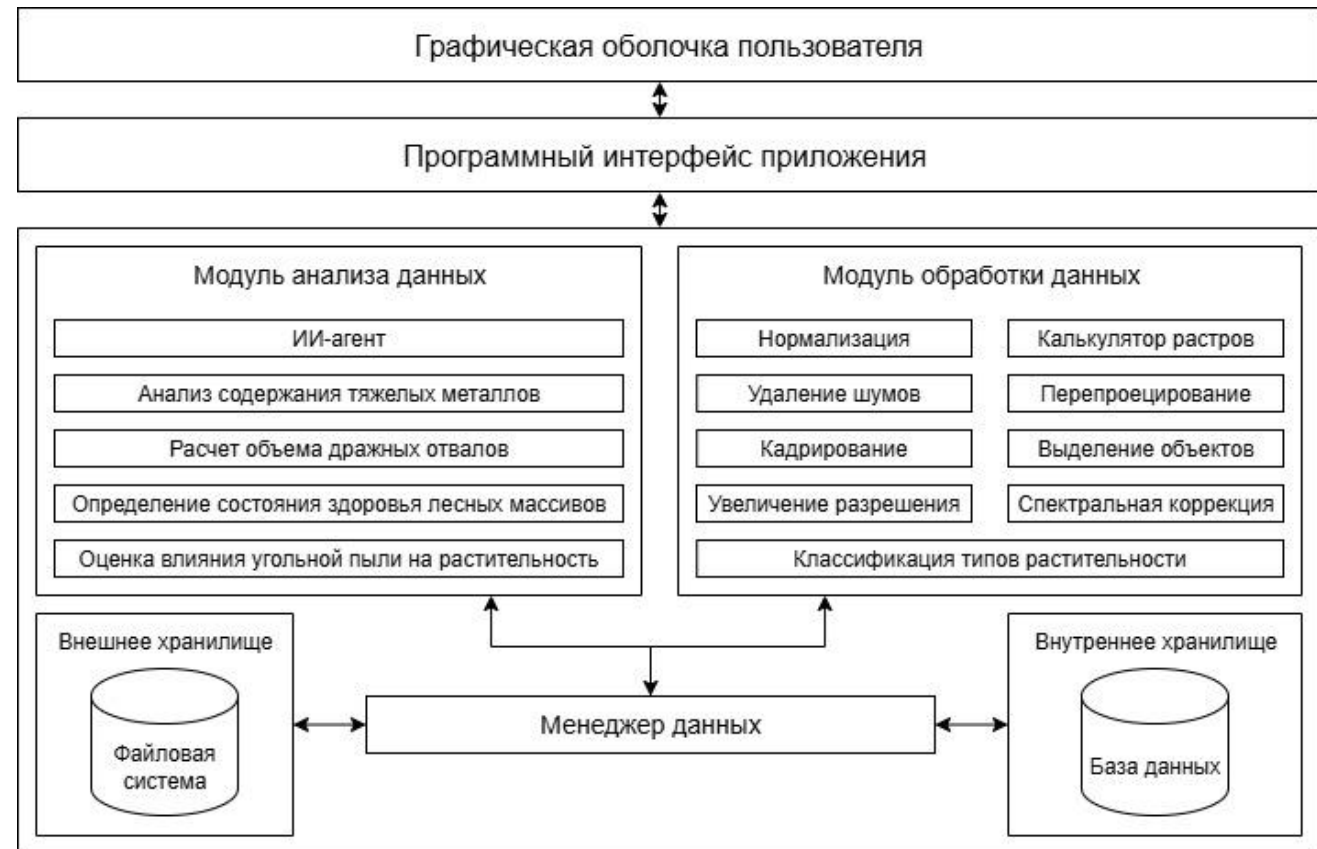 Графическая оболочка пользователя
Программный интерфейс приложения
Модуль анализа данных
ИИ-агент
Анализ содержания тяжелых металлов
Расчет объема дражных отвалов
Определение состояния здоровья лесных массивов
Оценка влияния угольной пыли на растительность
Модуль обработки данных
Нормализация
Калькулятор растров
Удаление шумов
Перепроецирование
Кадрирование
Выделение объектов
Увеличение разрешения
Спектральная коррекция
Классификация типов растительности
Внешнее хранилище
Файловая
система
Менеджер данных
Внутреннее хранилище
База данных